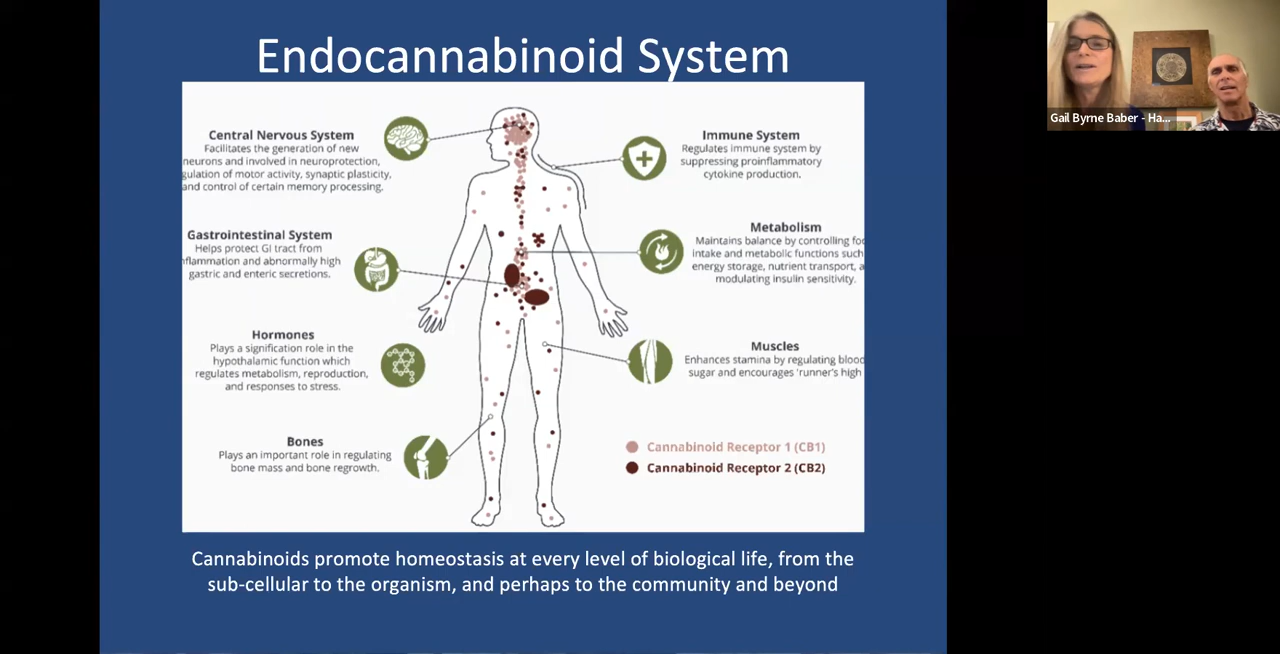 Endocannabinoid System
Central Nervous System
Facilitates the generation of new
neurons and involved in neuroprotection,
gulation of motor activity, synaptic plasticity,
and control of certain memory processing.
Gastrointestinal System
Helps protect GI tract from
nflammation and abnormally high
gastric and enteric secretions.
Hormones
Plays a signification role in the
hypothalamic function which
regulates metabolism, reproduction,
and responses to stress.
Bones
Plays an important role in regulating
bone mass and bone regrowth.
Immune System
Regulates immune system by
suppressing proinflammatory
cytokine production.
Metabolism
Maintains balance by controlling foo
intake and metabolic functions such
energy storage, nutrient transport, a
modulating insulin sensitivity.
Muscles
Enhances stamina by regulating blood
sugar and encourages 'runner's high
Cannabinoid Receptor 1 (CB1)
Cannabinoid Receptor 2 (CB2)
Cannabinoids promote homeostasis at every level of biological life, from the
sub-cellular to the organism, and perhaps to the community and beyond
Gail Byrne Baber - Ha...